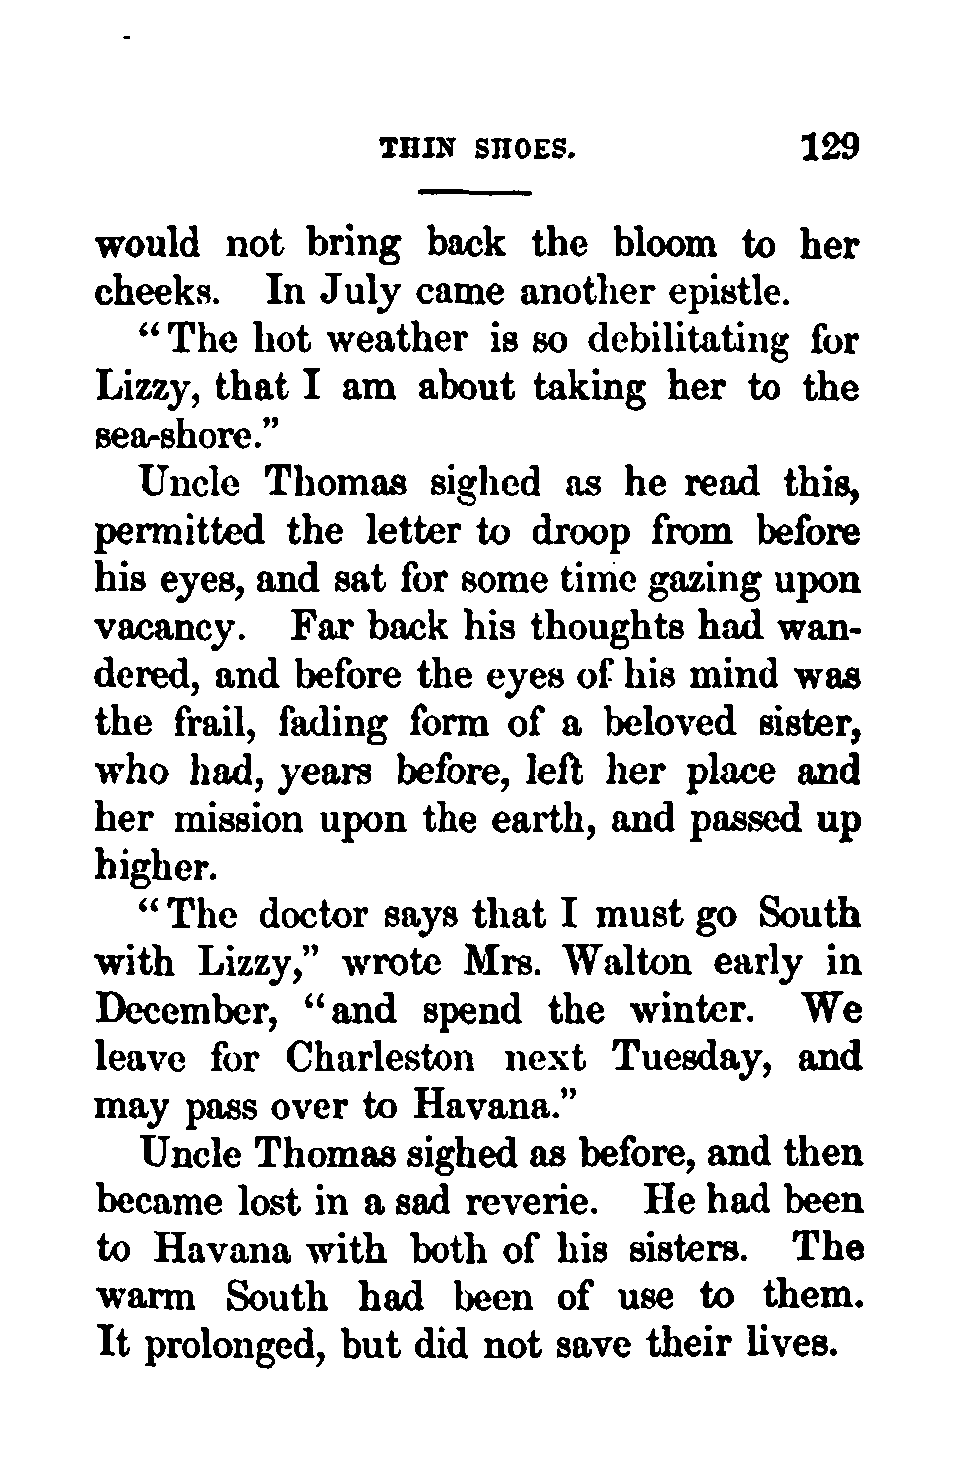 THIN SHOES. 129
would not bring back the bloom to her
cheeks. In July came another epistle.
“The hot weather is so debilitating for
Lizzy, that I am about taking her to the
sea-shore.”
Uncle Thomas sighed as he read this,
permitted the letter to droop from before
his eyes, and sat for some time gazing upon
vacancy. Far back his thoughts had wan-
dered, and before the eyes of his mind was
the frail, fading form of a beloved sister,
who had, years before, left her place and
her mission upon the earth, and passed up
higher.
“The doctor says that I must go South
with Lizzy,” wrote Mrs. Walton early in
December, “and spend the winter. We
leave for Charleston next Tuesday, and
may pass over to Havana.”
Uncle Thomas sighed as before, and then
became lost in a sad reverie. He had been
to Havana with both of his sisters. The
warm South had been of use to them.
It prolonged, but did not save their lives.